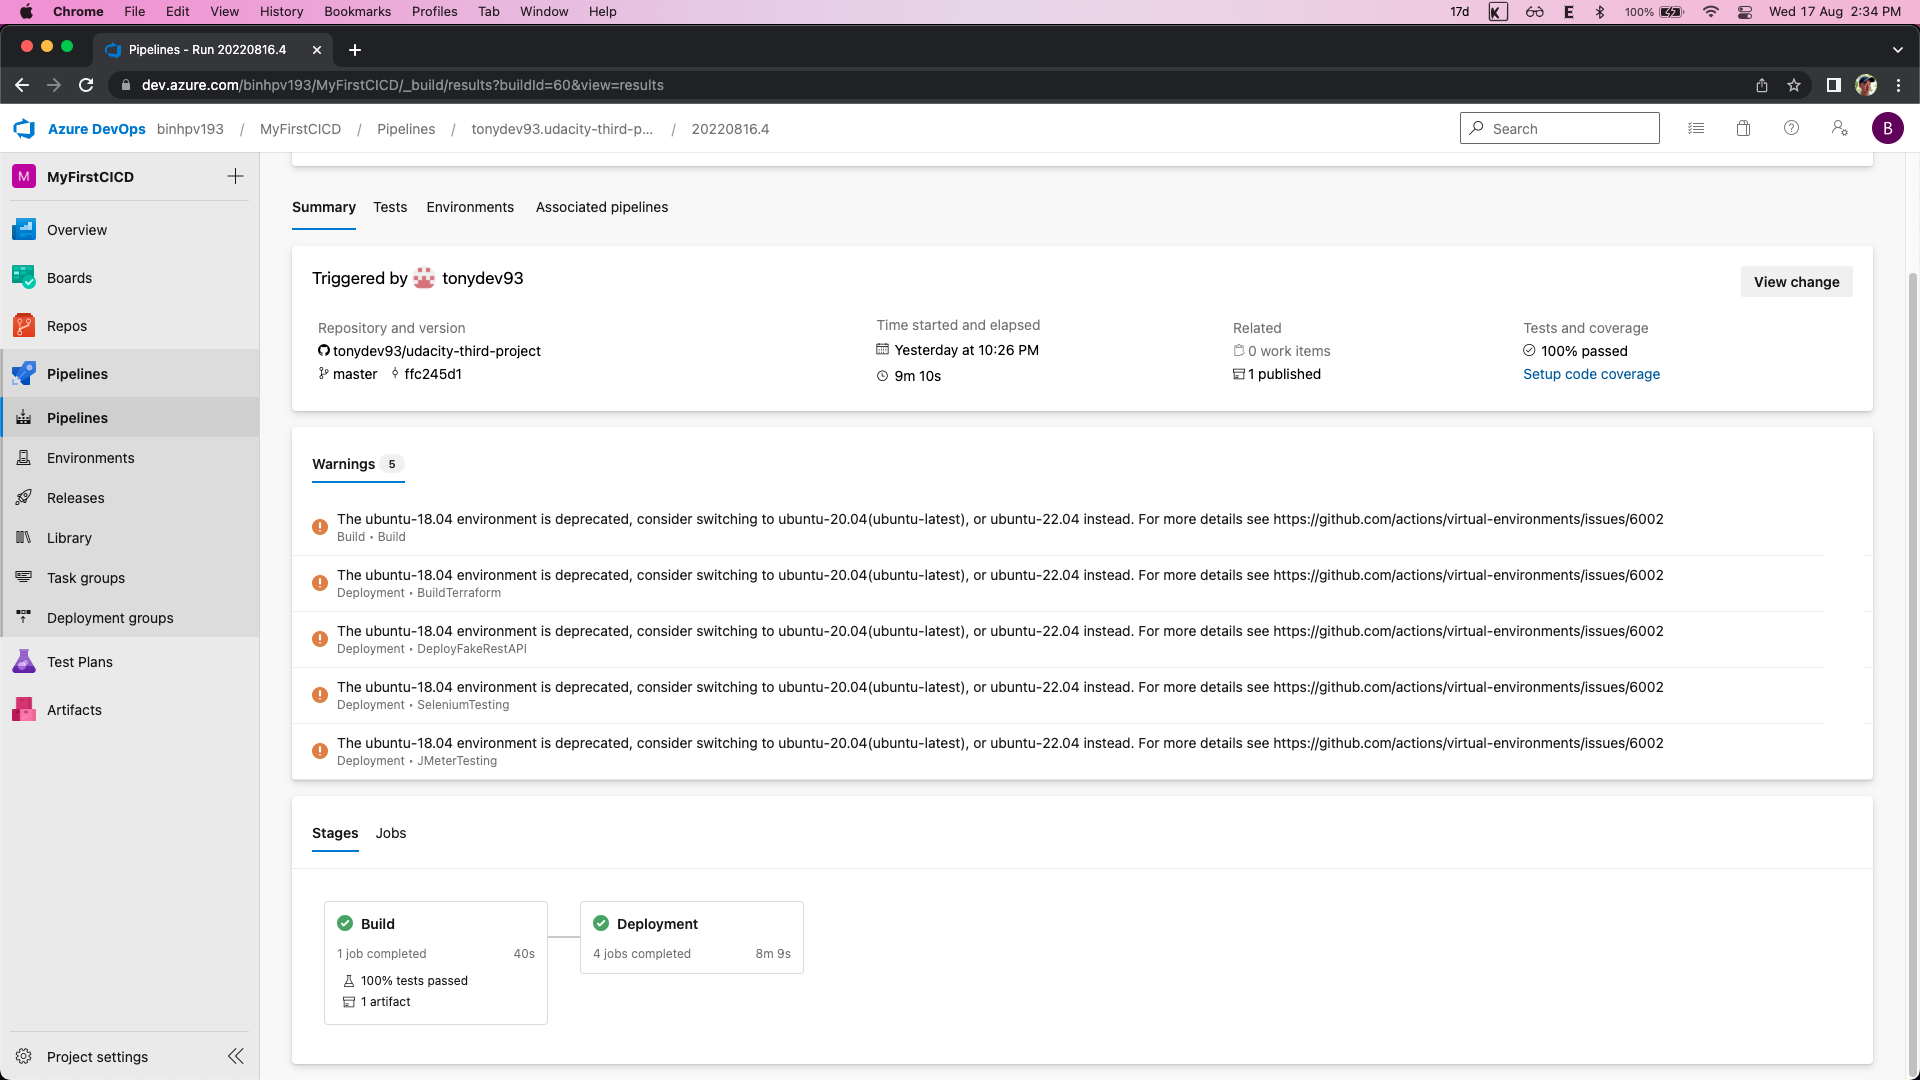 Chrome File Edit View History Bookmarks Profiles Tab Window Help 17d K E 100% Wed 17 Aug 2:34 PM
Pipelines - Run 20220816.4
dev.azure.com/binhpv193/MyFirstCICD/_build/results?buildId=60&view=results
Azure DevOps binhpv193 / MyFirstCICD / Pipelines / tonydev93.udacity-third-p... / 20220816.4 Search B
M MyFirstCICD
Overview
Boards
Repos
Pipelines
Pipelines
Environments
Releases
Library
Task groups
Deployment groups
Test Plans
Artifacts
Project settings
Summary Tests Environments Associated pipelines
Triggered by tonydev93
View change
Repository and version
tonydev93/udacity-third-project
master ffc245d1
Time started and elapsed
Yesterday at 10:26 PM
9m 10s
Related
0 work items
1 published
Tests and coverage
100% passed
Setup code coverage
Warnings 5
The ubuntu-18.04 environment is deprecated, consider switching to ubuntu-20.04(ubuntu-latest), or ubuntu-22.04 instead. For more details see https://github.com/actions/virtual-environments/issues/6002
Build • Build
The ubuntu-18.04 environment is deprecated, consider switching to ubuntu-20.04(ubuntu-latest), or ubuntu-22.04 instead. For more details see https://github.com/actions/virtual-environments/issues/6002
Deployment • BuildTerraform
The ubuntu-18.04 environment is deprecated, consider switching to ubuntu-20.04(ubuntu-latest), or ubuntu-22.04 instead. For more details see https://github.com/actions/virtual-environments/issues/6002
Deployment • DeployFakeRestAPI
The ubuntu-18.04 environment is deprecated, consider switching to ubuntu-20.04(ubuntu-latest), or ubuntu-22.04 instead. For more details see https://github.com/actions/virtual-environments/issues/6002
Deployment • SeleniumTesting
The ubuntu-18.04 environment is deprecated, consider switching to ubuntu-20.04(ubuntu-latest), or ubuntu-22.04 instead. For more details see https://github.com/actions/virtual-environments/issues/6002
Deployment • JMeterTesting
Stages Jobs
Build
1 job completed 40s
100% tests passed
1 artifact
Deployment
4 jobs completed 8m 9s